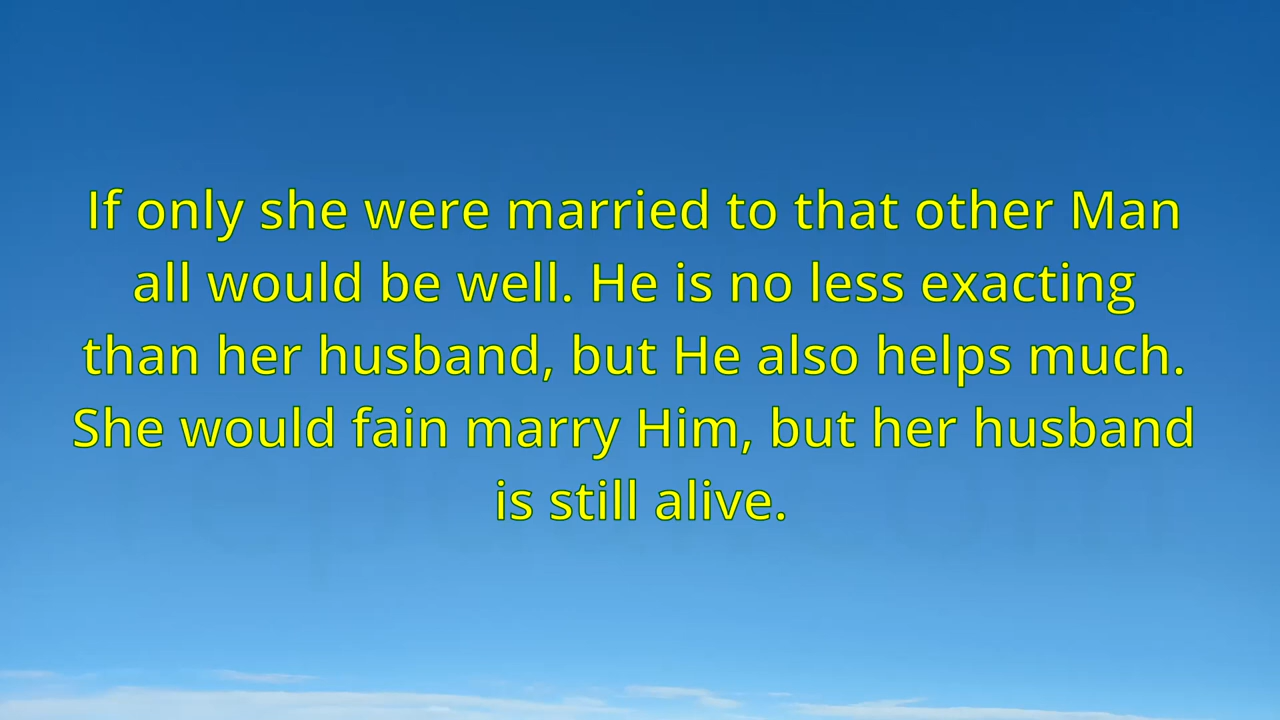 If only she were married to that other Man
all would be well. He is no less exacting
than her husband, but He also helps much.
She would fain marry Him, but her husband
is still alive.